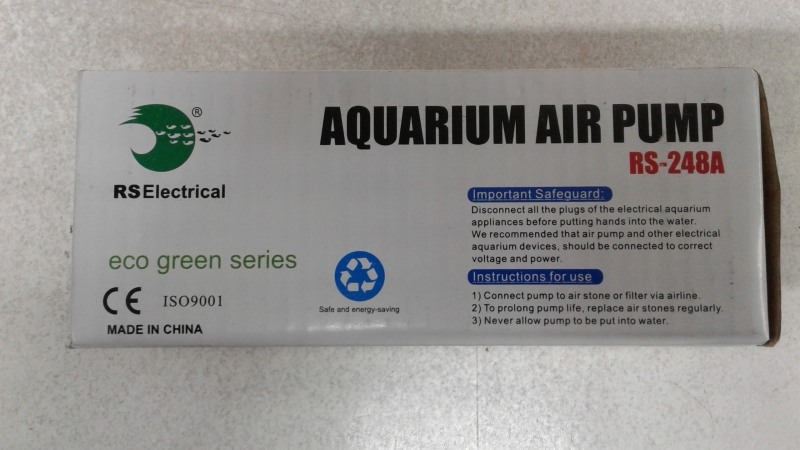 ®
RSElectrical
AQUARIUM AIR PUMP
RS-248A
eco green series
CE ISO9001
MADE IN CHINA
Safe and energy-saving
Important Safeguard:
Disconnect all the plugs of the electrical aquarium
appliances before putting hands into the water.
We recommended that air pump and other electrical
aquarium devices, should be connected to correct
voltage and power.
Instructions for use
1) Connect pump to air stone or filter via airline.
2) To prolong pump life, replace air stones regularly.
3) Never allow pump to be put into water.